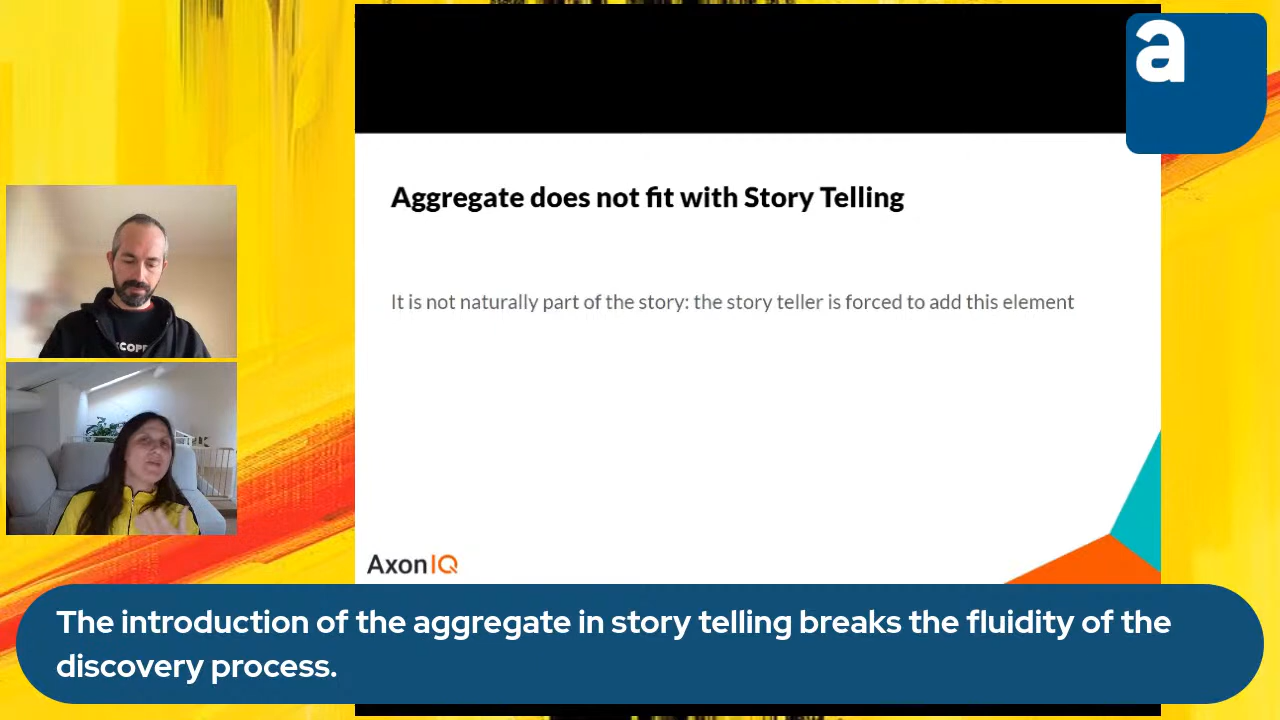 a
Aggregate does not fit with Story Telling
It is not naturally part of the story: the story teller is forced to add this element
AxonIQ
The introduction of the aggregate in story telling breaks the fluidity of the
discovery process.